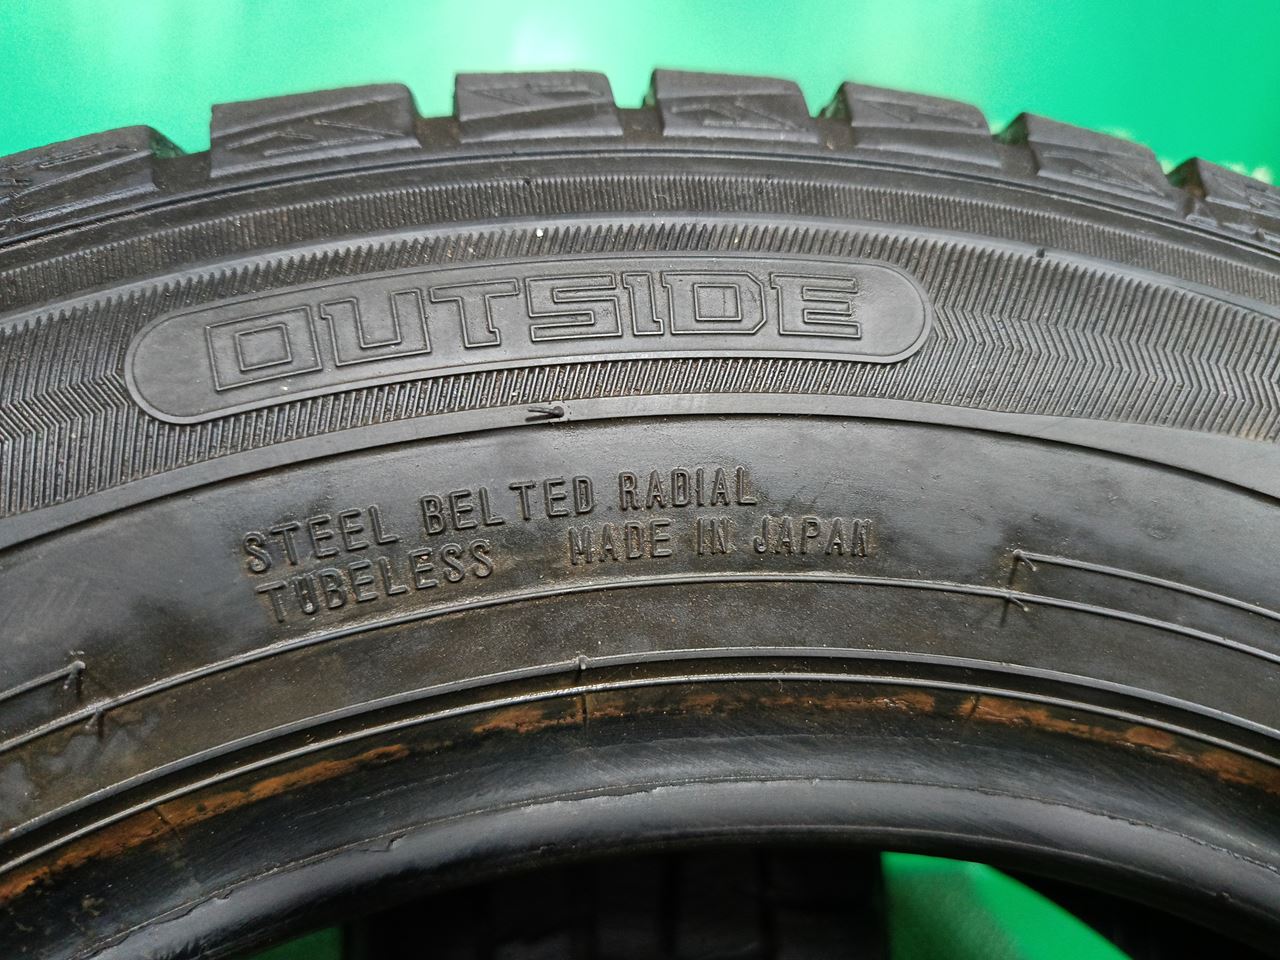 OUTSIDE
STEEL BELTED RADIAL
TUBELESS MADE IN JAPAN